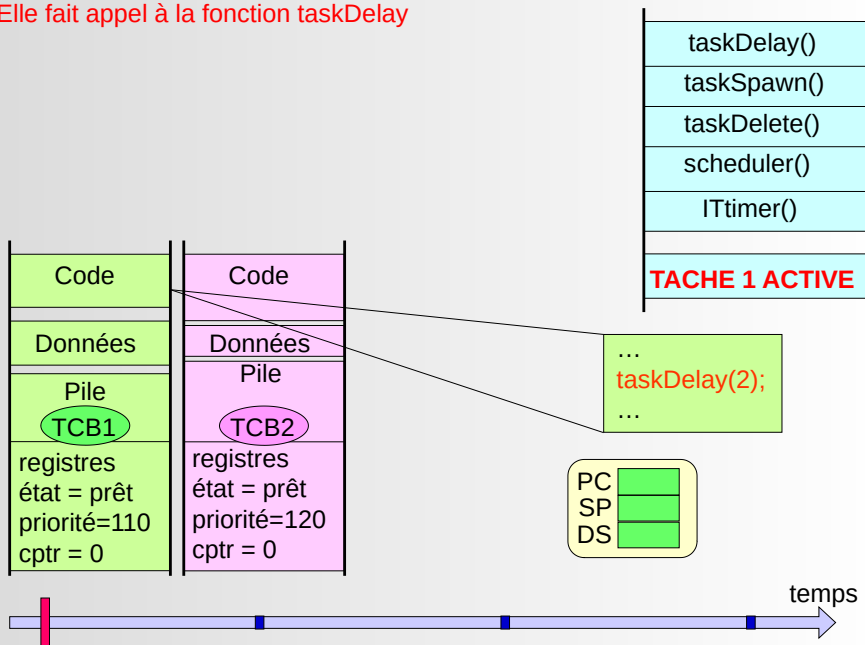 Elle fait appel à la fonction taskDelay
taskDelay()
taskSpawn()
taskDelete()
scheduler()
ITtimer()
TACHE 1 ACTIVE
Code
Données
Pile
TCB1
registres
état = prêt
priorité=110
cptr = 0
Code
Données
Pile
TCB2
registres
état = prêt
priorité=120
cptr = 0
…
taskDelay(2);
…
PC
SP
DS
temps